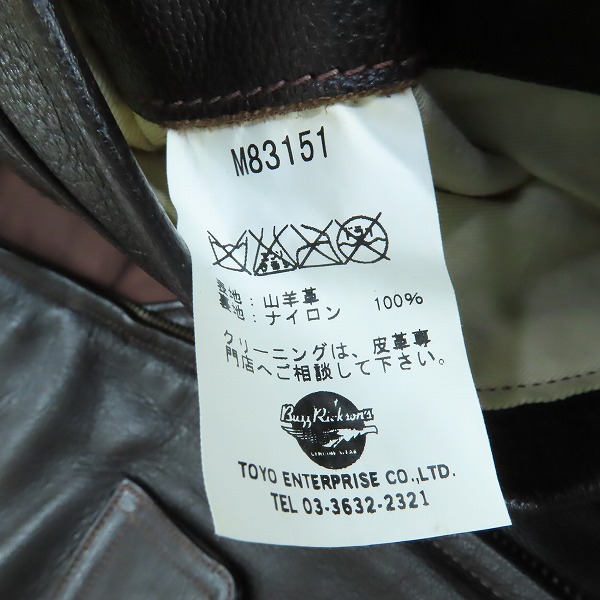 M83151
表地：山羊革
裏地：ナイロン 100%
クリーニングは、皮革専
門店へご相談して下さい。
Buzz Rickson's
TOYO ENTERPRISE CO.,LTD.
TEL 03-3632-2321